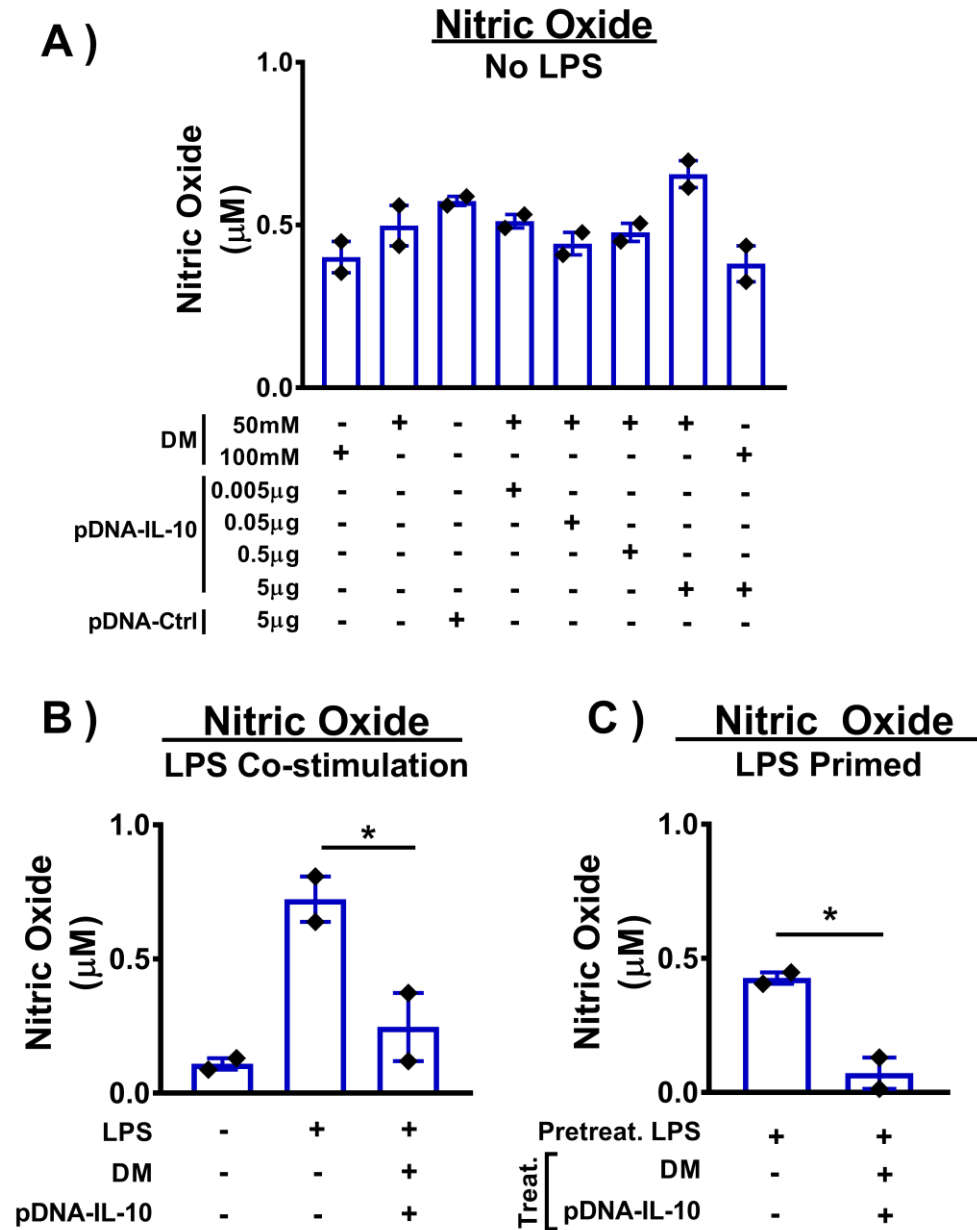 A )
Nitric Oxide
No LPS
Nitric Oxide
(μM)
1.0
0.5
0.0
DM
50mM - + - + + + + -
100mM + - - - - - - +
pDNA-IL-10
0.005μg - - - + - - - -
0.05μg - - - - + - - -
0.5μg - - - - - + - -
5μg - - - - - - + +
pDNA-Ctrl 5μg - - + - - - - -
B )
Nitric Oxide
LPS Co-stimulation
Nitric Oxide
(μM)
1.0
0.5
0.0
*
LPS - + +
DM - - +
pDNA-IL-10 - - +
C )
Nitric Oxide
LPS Primed
Nitric Oxide
(μM)
1.0
0.5
0.0
*
Pretreat. LPS + +
Treat.
DM - +
pDNA-IL-10 - +